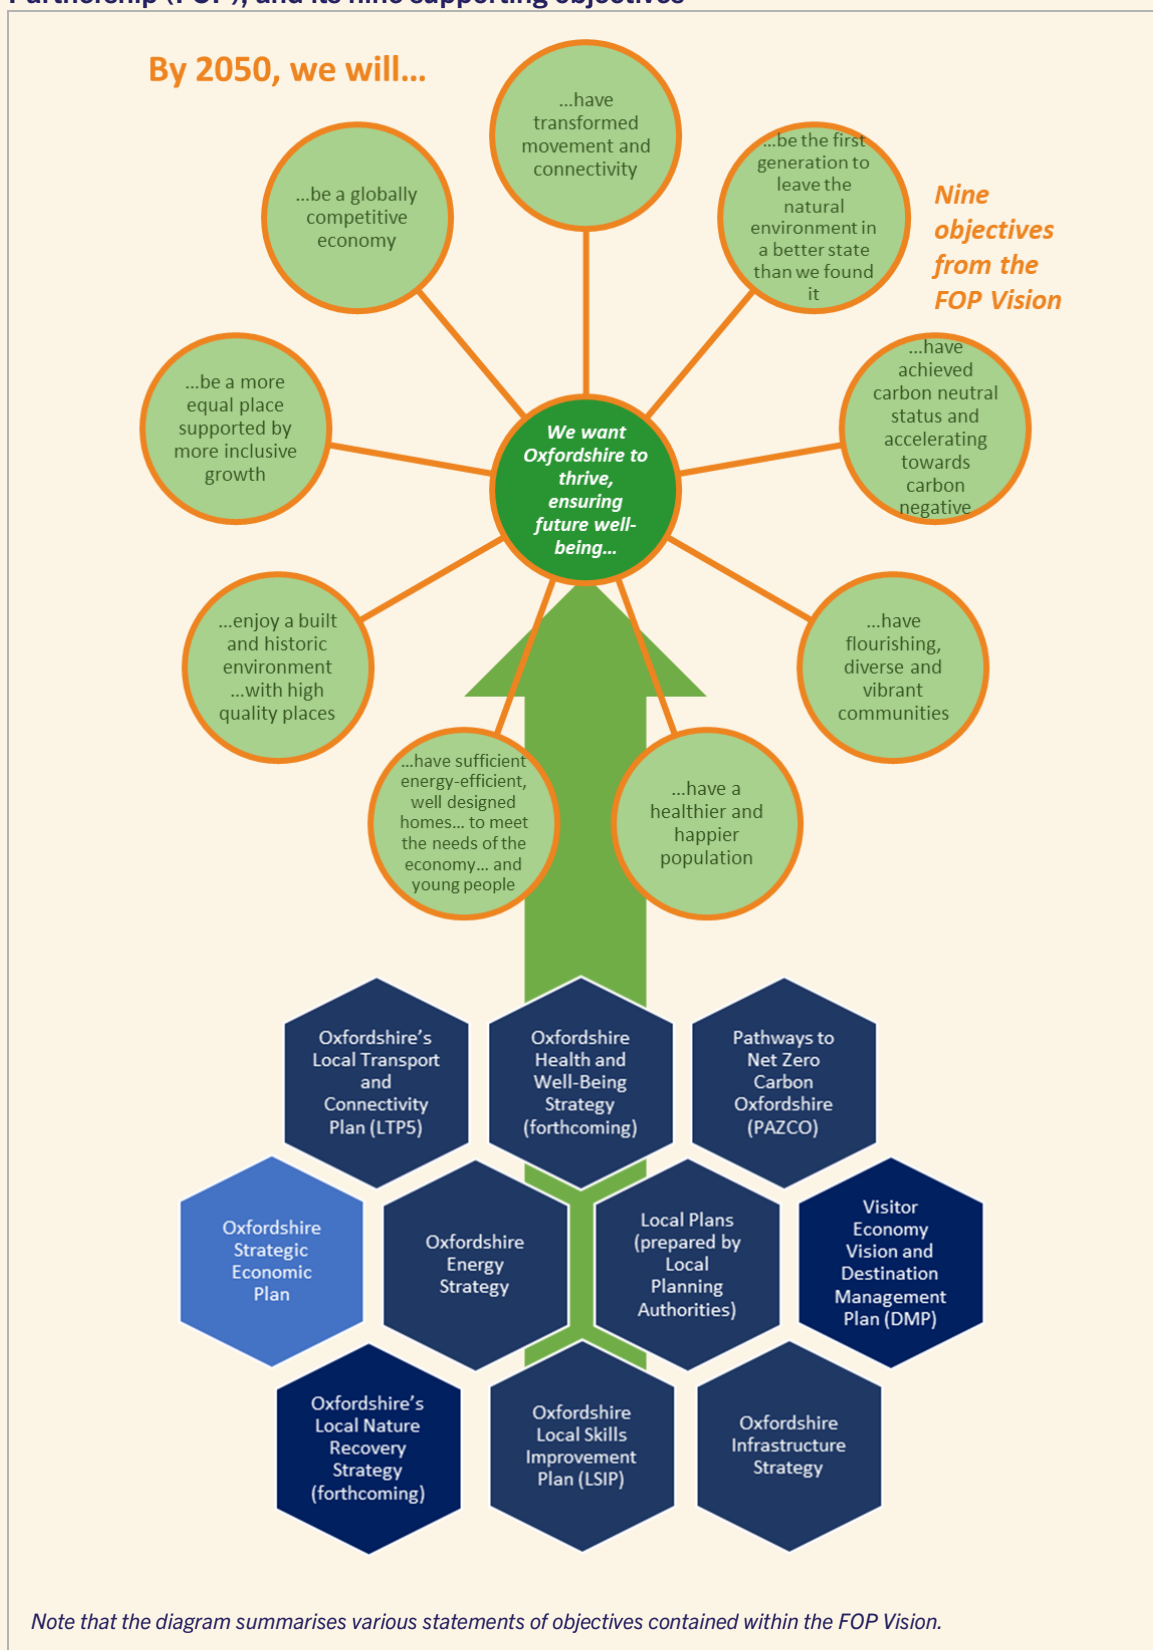 Partnership (FOP), and its nine supporting objectives
By 2050, we will...
...have
transformed
movement and
connectivity
...be a globally
competitive
economy
...be the first
generation to
leave the
natural
environment in
a better state
than we found
it
Nine
objectives
from the
FOP Vision
...be a more
equal place
supported by
more inclusive
growth
We want
Oxfordshire to
thrive,
ensuring
future well-
being...
...have
achieved
carbon neutral
status and
accelerating
towards
carbon
negative
...enjoy a built
and historic
environment
...with high
quality places
...have
flourishing,
diverse and
vibrant
communities
...have sufficient
energy-efficient,
well designed
homes... to meet
the needs of the
economy... and
young people
...have a
healthier and
happier
population
Oxfordshire’s
Local Transport
and
Connectivity
Plan (LTP5)
Oxfordshire
Health and
Well-Being
Strategy
(forthcoming)
Pathways to
Net Zero
Carbon
Oxfordshire
(PAZCO)
Oxfordshire
Strategic
Economic
Plan
Oxfordshire
Energy
Strategy
Local Plans
(prepared by
Local
Planning
Authorities)
Visitor
Economy
Vision and
Destination
Management
Plan (DMP)
Oxfordshire’s
Local Nature
Recovery
Strategy
(forthcoming)
Oxfordshire
Local Skills
Improvement
Plan (LSIP)
Oxfordshire
Infrastructure
Strategy
Note that the diagram summarises various statements of objectives contained within the FOP Vision.